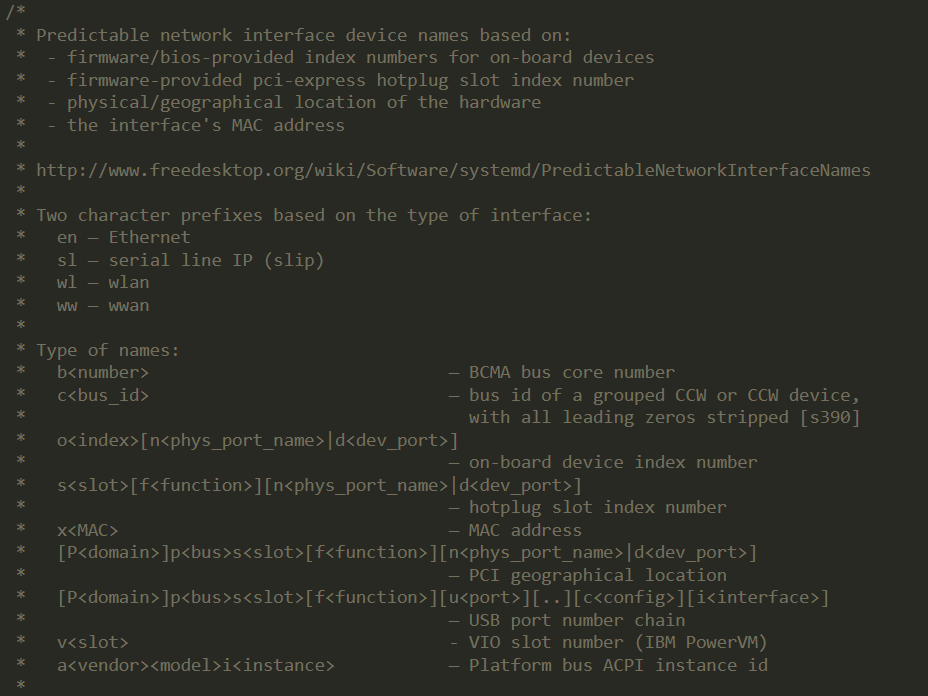 /*
 * Predictable network interface device names based on:
 *  - firmware/bios-provided index numbers for on-board devices
 *  - firmware-provided pci-express hotplug slot index number
 *  - physical/geographical location of the hardware
 *  - the interface's MAC address
 *
 * http://www.freedesktop.org/wiki/Software/systemd/PredictableNetworkInterfaceNames
 *
 * Two character prefixes based on the type of interface:
 *   en — Ethernet
 *   sl — serial line IP (slip)
 *   wl — wlan
 *   ww — wwan
 *
 * Type of names:
 *   b<number>                             — BCMA bus core number
 *   c<bus_id>                             — bus id of a grouped CCW or CCW device,
 *                                           with all leading zeros stripped [s390]
 *   o<index>[n<phys_port_name>|d<dev_port>]
 *                                         — on-board device index number
 *   s<slot>[f<function>][n<phys_port_name>|d<dev_port>]
 *                                         — hotplug slot index number
 *   x<MAC>                                — MAC address
 *   [P<domain>]p<bus>s<slot>[f<function>][n<phys_port_name>|d<dev_port>]
 *                                         — PCI geographical location
 *   [P<domain>]p<bus>s<slot>[f<function>][u<port>][..][c<config>][i<interface>]
 *                                         — USB port number chain
 *   v<slot>                               - VIO slot number (IBM PowerVM)
 *   a<vendor><model>i<instance>           — Platform bus ACPI instance id
 *